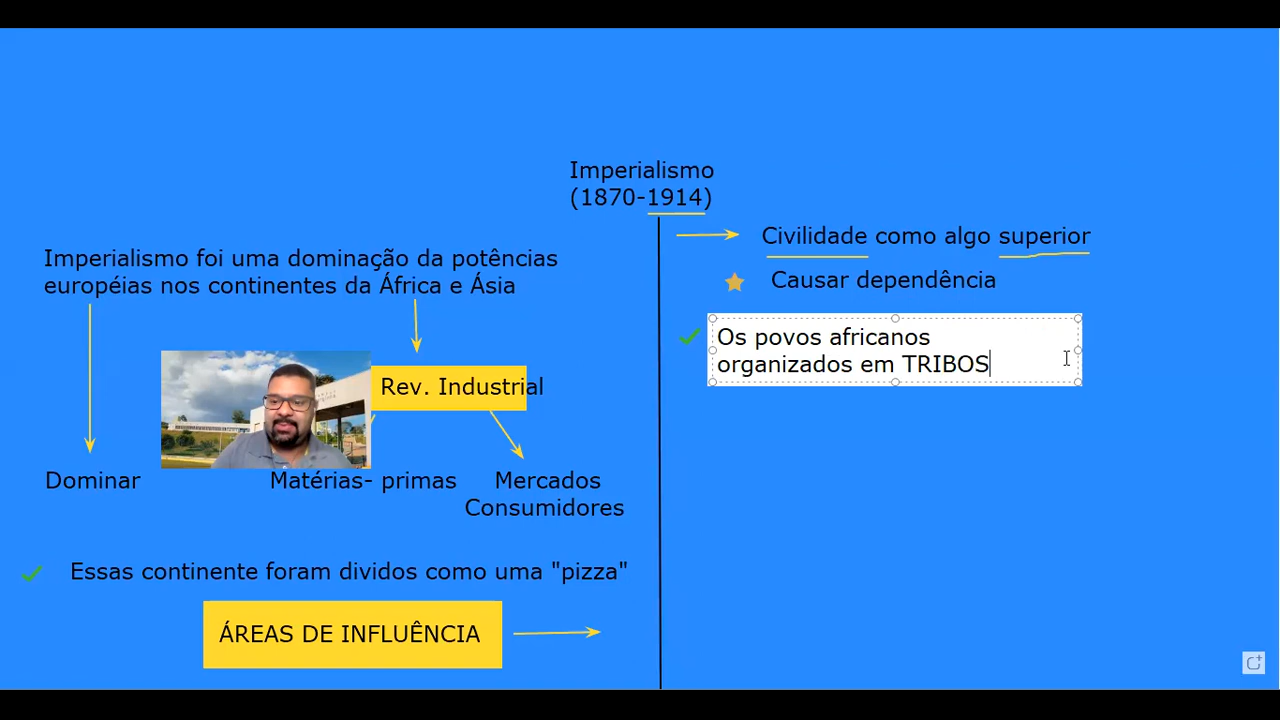 Imperialismo
(1870-1914)
Imperialismo foi uma dominação da potências
européias nos continentes da África e Ásia
Rev. Industrial
Dominar
Matérias- primas
Mercados
Consumidores
Essas continente foram dividos como uma "pizza"
ÁREAS DE INFLUÊNCIA
Civilidade como algo superior
Causar dependência
Os povos africanos
organizados em TRIBOS